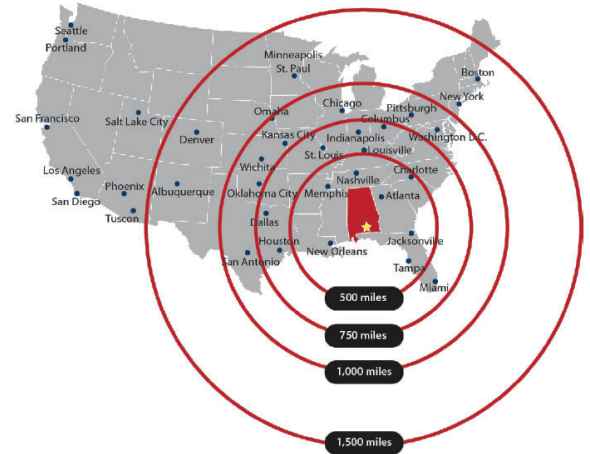 Seattle
Portland
Minneapolis
St. Paul
Boston
New York
Omaha
Chicago
Pittsburgh
Columbus
San Francisco
Salt Lake City
Denver
Kansas City
Indianapolis
Washington D.C.
St. Louis
Louisville
Wichita
Los Angeles
Phoenix
Albuquerque
Oklahoma City
Memphis
Nashville
Charlotte
Atlanta
San Diego
Tuscon
Dallas
Houston
San Antonio
New Orleans
Jacksonville
Tampa
Miami
500 miles
750 miles
1,000 miles
1,500 miles